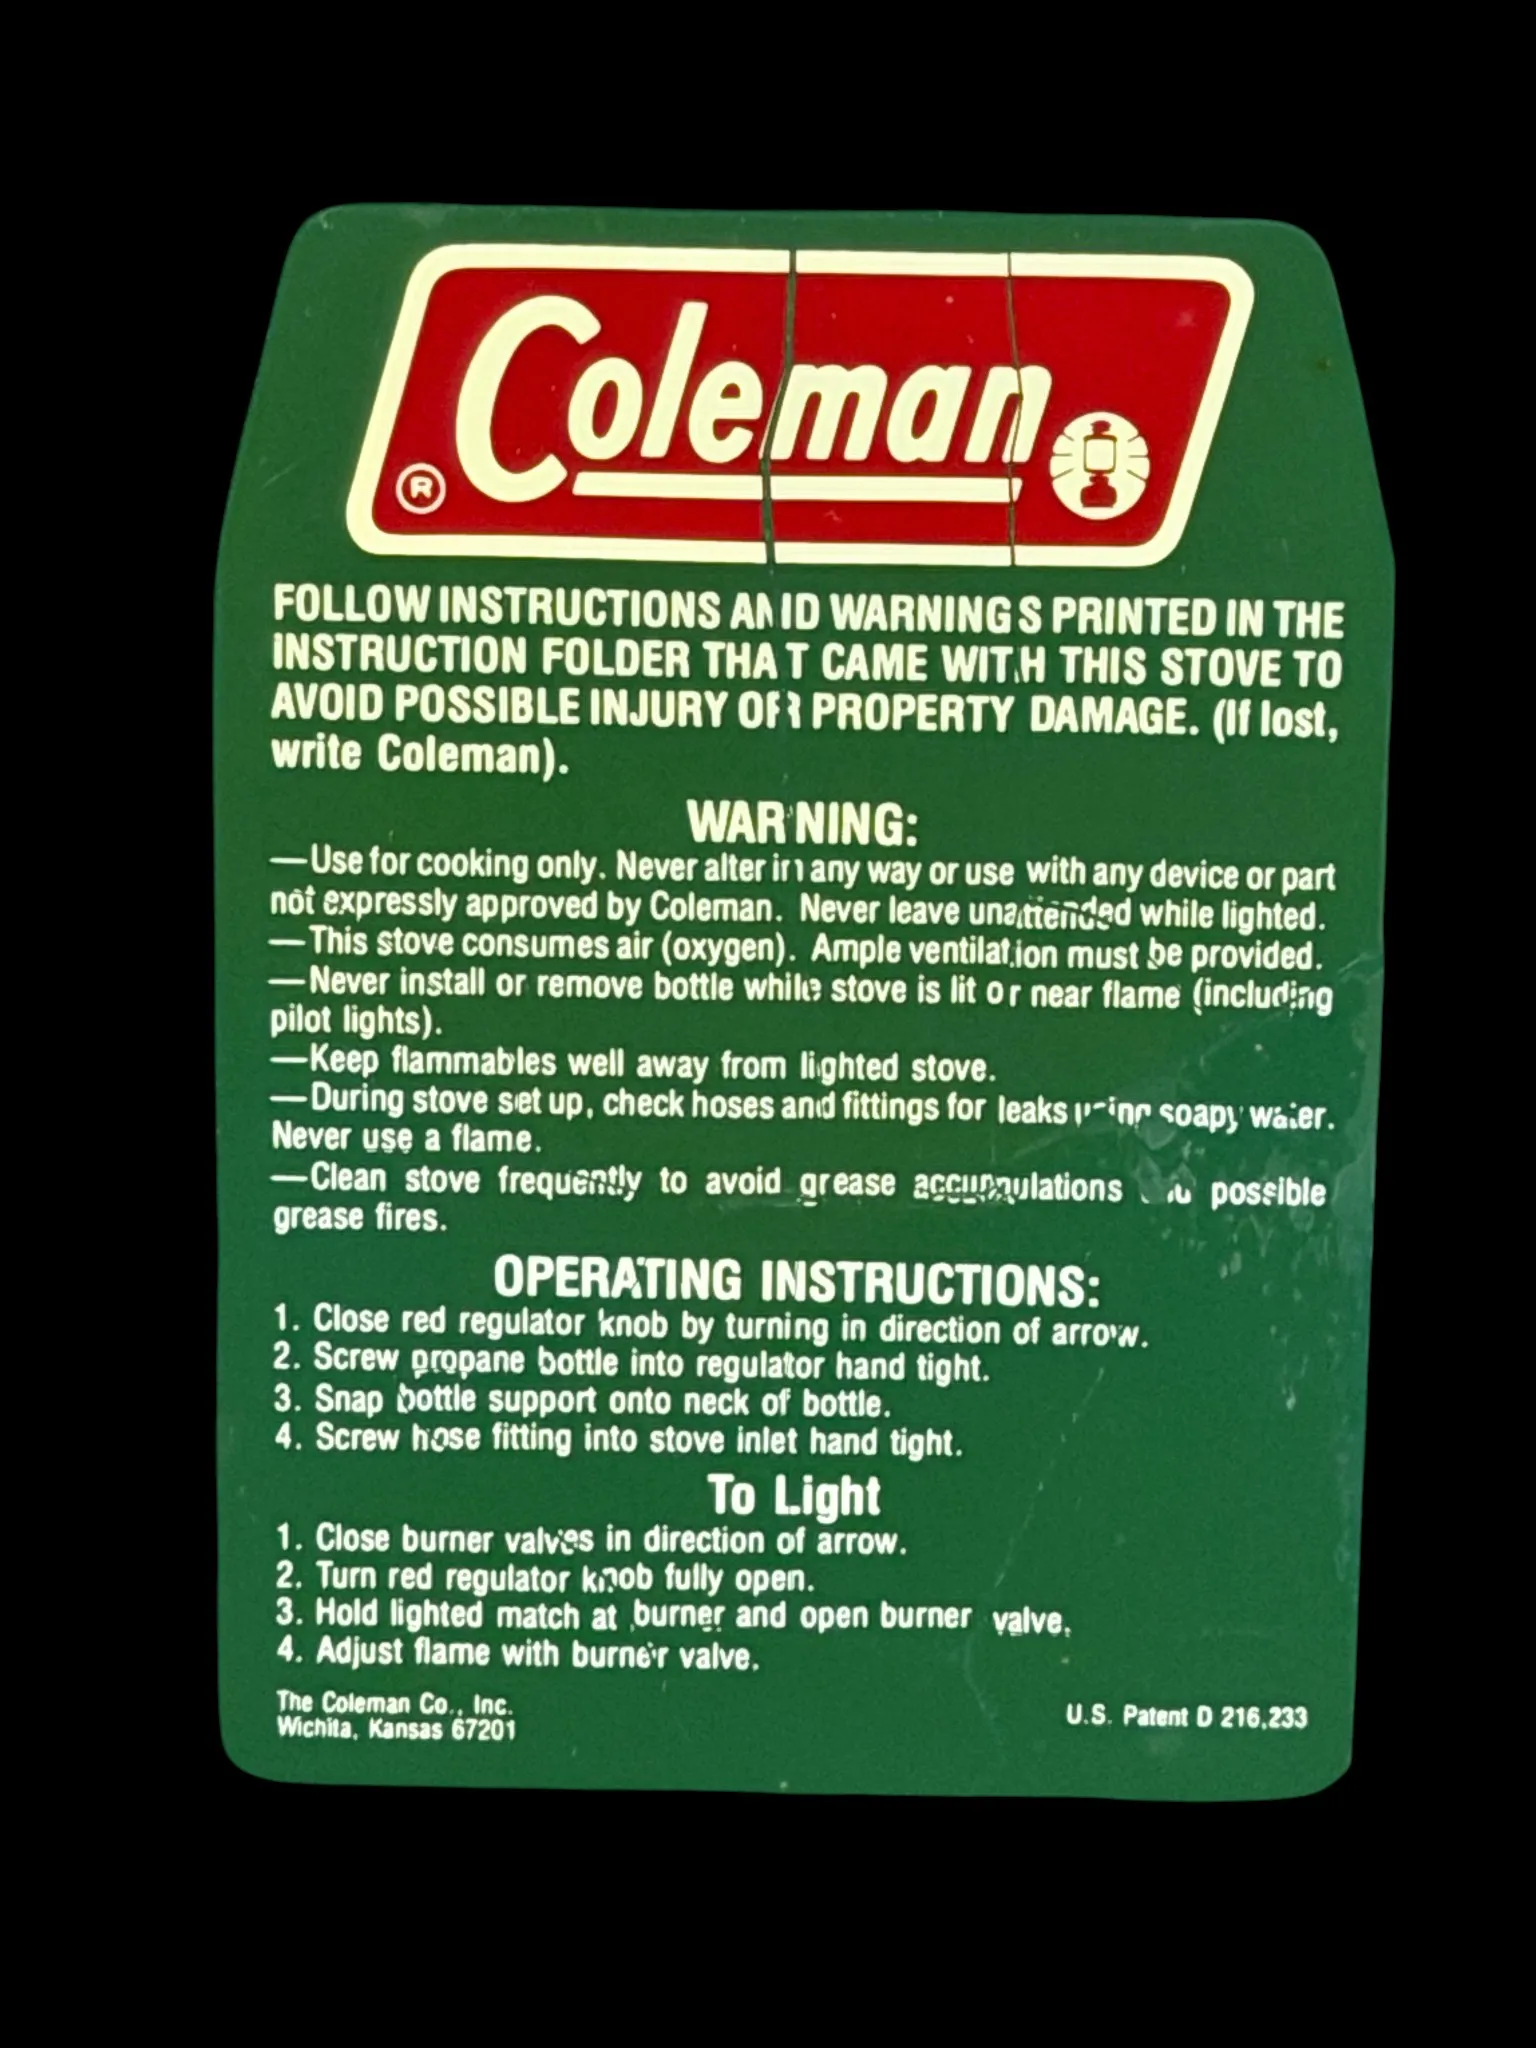 Coleman
®
FOLLOW INSTRUCTIONS AND WARNINGS PRINTED IN THE
INSTRUCTION FOLDER THAT CAME WITH THIS STOVE TO
AVOID POSSIBLE INJURY OR PROPERTY DAMAGE. (If lost,
write Coleman).
WARNING:
—Use for cooking only. Never alter in any way or use with any device or part
not expressly approved by Coleman. Never leave unattended while lighted.
—This stove consumes air (oxygen). Ample ventilation must be provided.
—Never install or remove bottle while stove is lit or near flame (including
pilot lights).
—Keep flammables well away from lighted stove.
—During stove set up, check hoses and fittings for leaks using soapy water.
Never use a flame.
—Clean stove frequently to avoid grease accumulations possible
grease fires.
OPERATING INSTRUCTIONS:
1. Close red regulator knob by turning in direction of arrow.
2. Screw propane bottle into regulator hand tight.
3. Snap bottle support onto neck of bottle.
4. Screw hose fitting into stove inlet hand tight.
To Light
1. Close burner valves in direction of arrow.
2. Turn red regulator knob fully open.
3. Hold lighted match at burner and open burner valve.
4. Adjust flame with burner valve.
The Coleman Co., Inc.
Wichita, Kansas 67201
U.S. Patent D 216,233